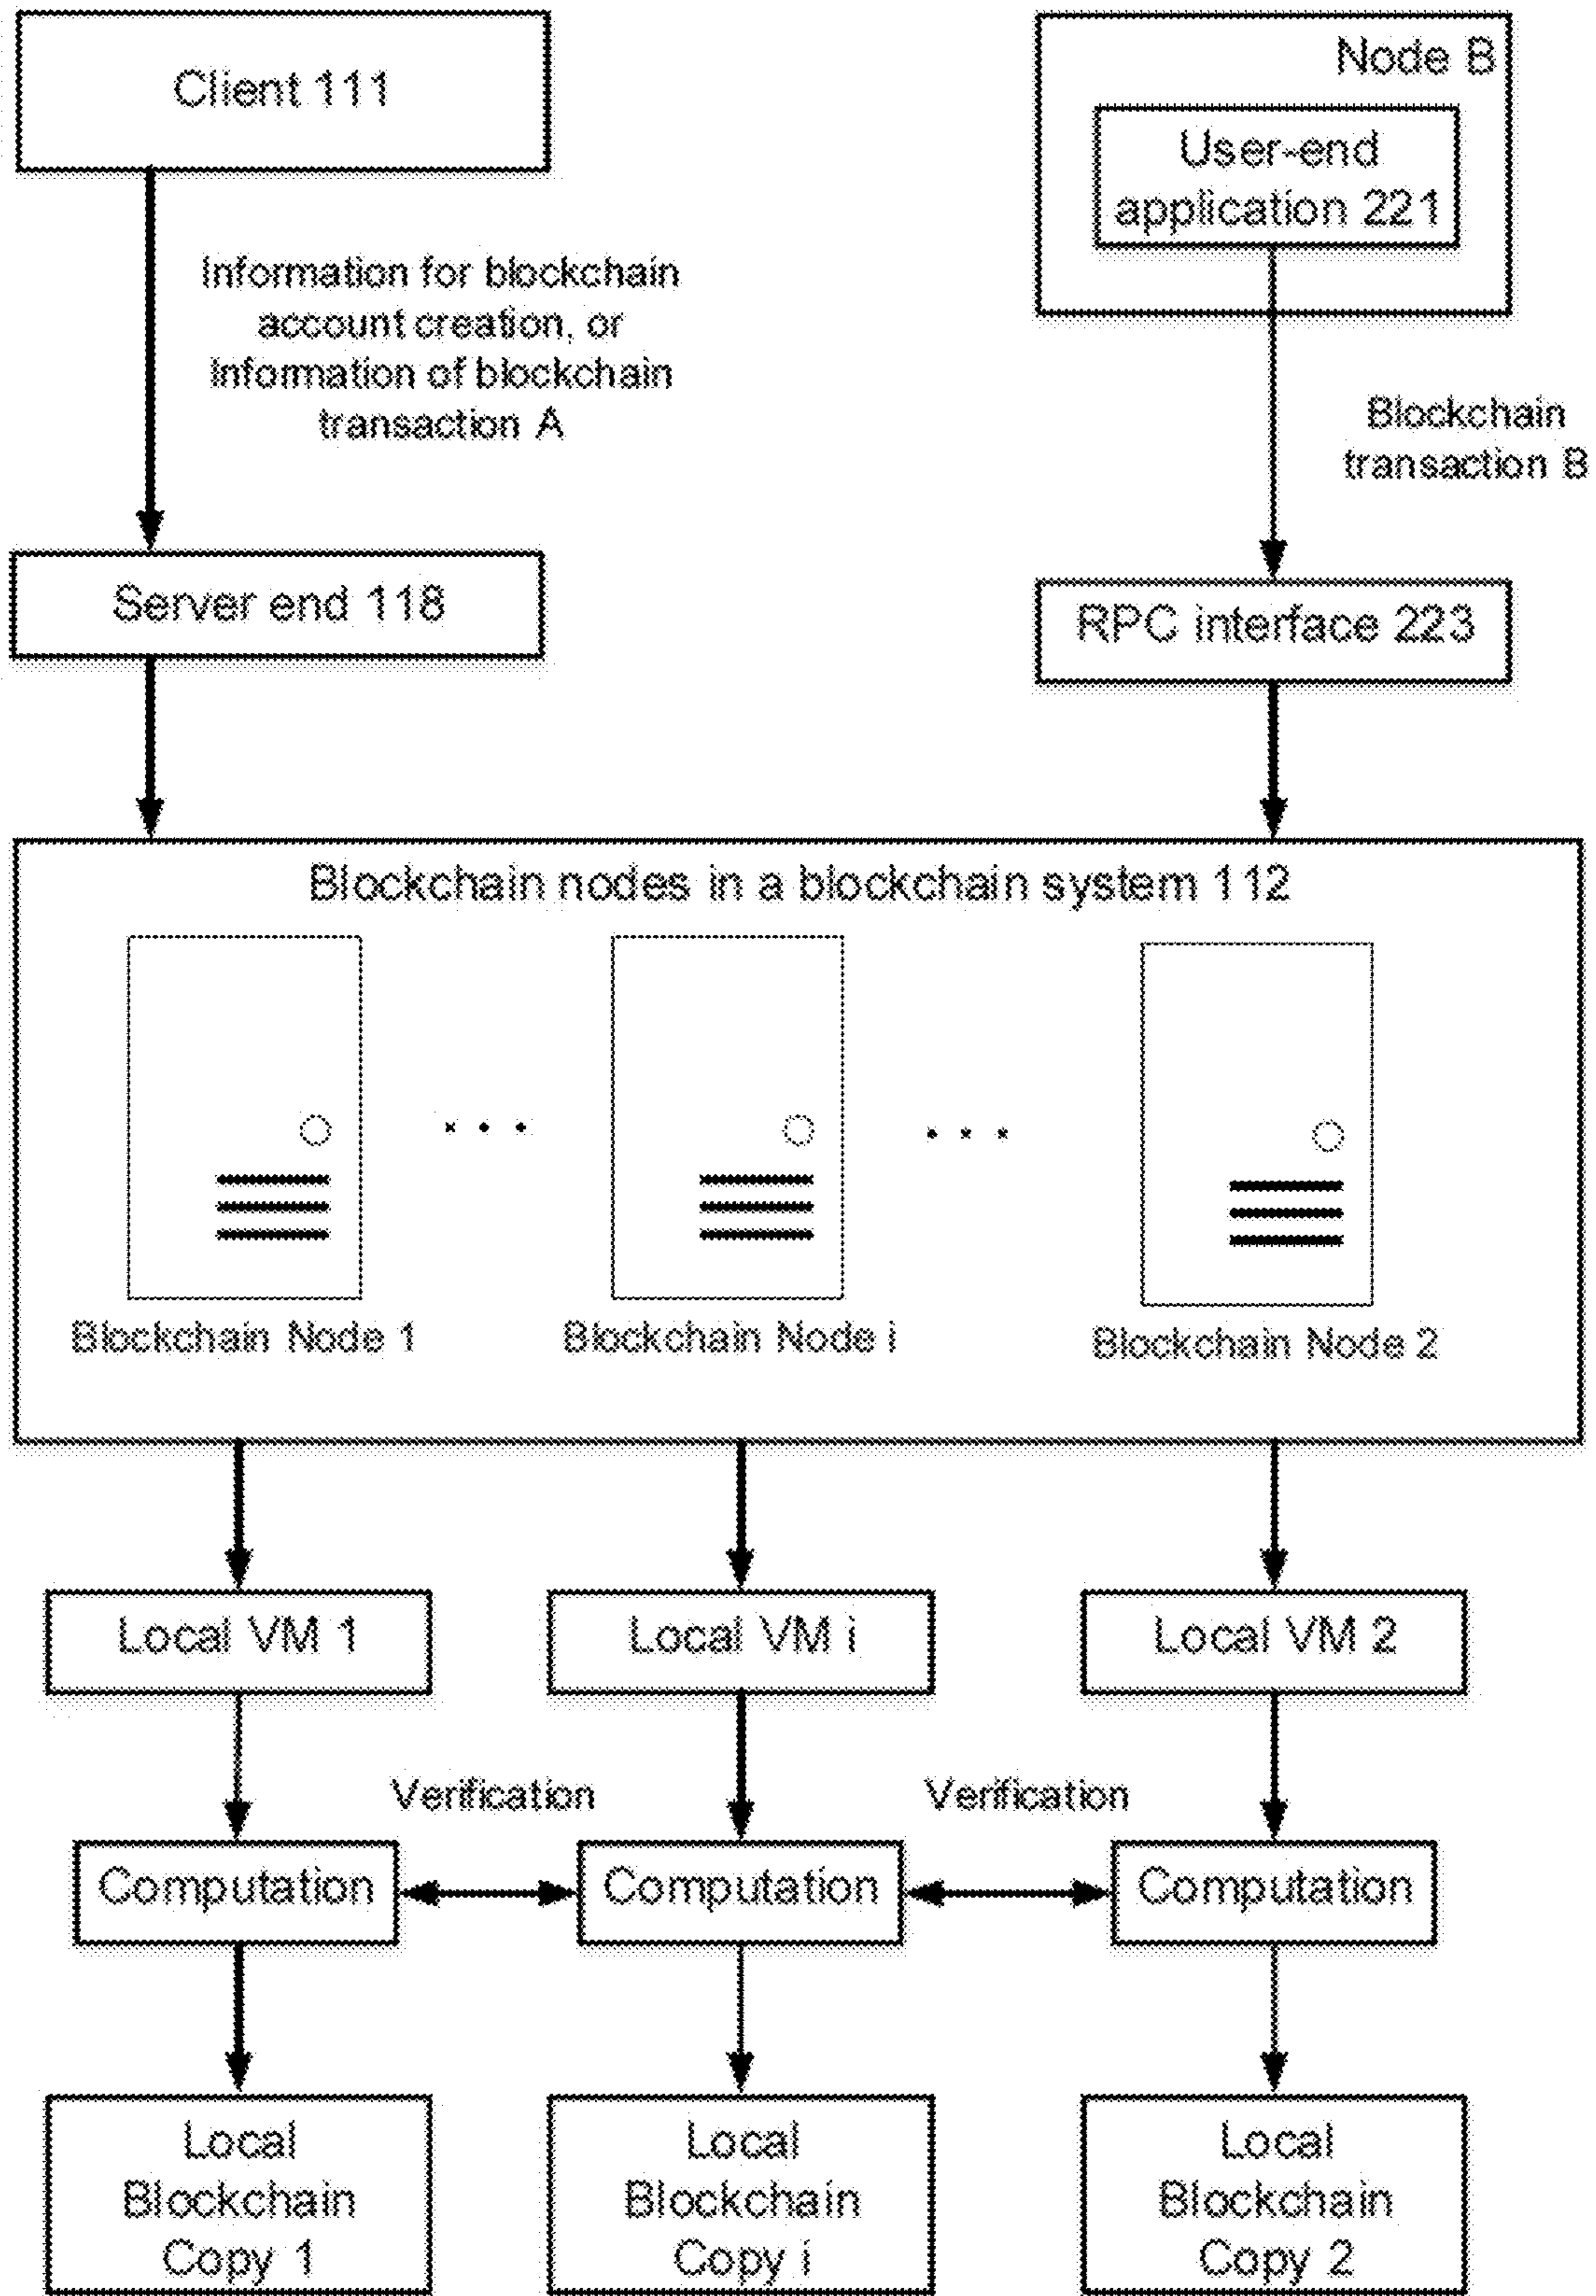 Client 111
Node B
User-end
application 221
Information for blockchain
account creation, or
Information of blockchain
transaction A
Blockchain
transaction B
Server end 118
RPC interface 223
Blockchain nodes in a blockchain system 112
. . .
. . .
Blockchain Node 1
Blockchain Node i
Blockchain Node 2
Local VM 1
Local VM i
Local VM 2
Verification
Verification
Computation
Computation
Computation
Local
Blockchain
Copy 1
Local
Blockchain
Copy i
Local
Blockchain
Copy 2